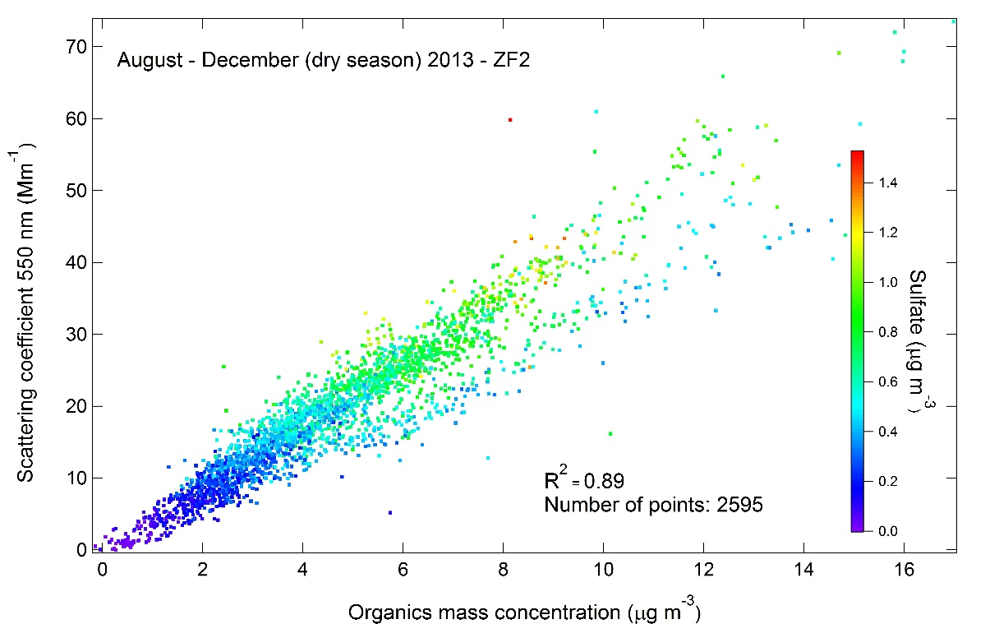 August - December (dry season) 2013 - ZF2
70
60
50
40
30
20
10
0
Scattering coefficient 550 nm (Mm⁻¹)
0 2 4 6 8 10 12 14 16
Organics mass concentration (μg m⁻³)
R² = 0.89
Number of points: 2595
1.4
1.2
1.0
0.8
0.6
0.4
0.2
0.0
Sulfate (μg m⁻³)